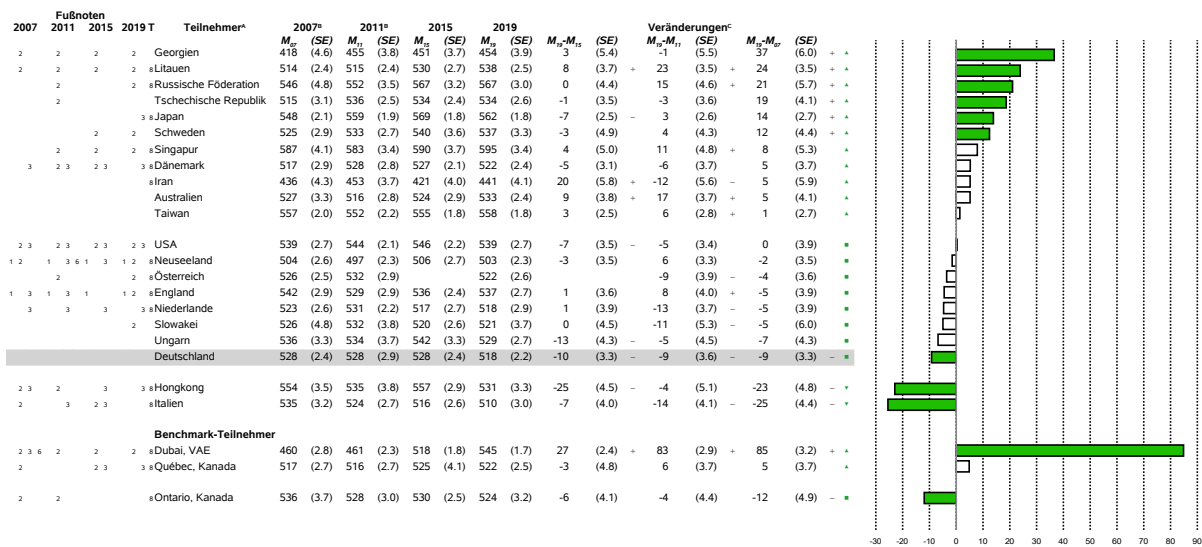 Fußnoten
2007 2011 2015 2019 T Teilnehmerᴬ 2007ᴮ 2011ᴮ 2015 2019 Veränderungenᶜ
M07 (SE) M11 (SE) M15 (SE) M19 (SE) M19-M15 (SE) M19-M11 (SE) M19-M07 (SE)
2 2 2 2 Georgien 418 (4.6) 455 (3.8) 451 (3.7) 454 (3.9) 3 (5.4) -1 (5.5) 37 (6.0) + ▲
2 2 2 2 8 Litauen 514 (2.4) 515 (2.4) 530 (2.7) 538 (2.5) 8 (3.7) + 23 (3.5) + 24 (3.5) + ▲
2 2 8 Russische Föderation 546 (4.8) 552 (3.5) 567 (3.2) 567 (3.0) 0 (4.4) 15 (4.6) + 21 (5.7) + ▲
2 Tschechische Republik 515 (3.1) 536 (2.5) 534 (2.4) 534 (2.6) -1 (3.5) -3 (3.6) 19 (4.1) + ▲
3 8 Japan 548 (2.1) 559 (1.9) 569 (1.8) 562 (1.8) -7 (2.5) – 3 (2.6) 14 (2.7) + ▲
2 2 Schweden 525 (2.9) 533 (2.7) 540 (3.6) 537 (3.3) -3 (4.9) 4 (4.3) 12 (4.4) + ▲
2 2 2 8 Singapur 587 (4.1) 583 (3.4) 590 (3.7) 595 (3.4) 4 (5.0) 11 (4.8) + 8 (5.3) ▲
3 2 3 2 3 3 8 Dänemark 517 (2.9) 528 (2.8) 527 (2.1) 522 (2.4) -5 (3.1) -6 (3.7) 5 (3.7) ▲
8 Iran 436 (4.3) 453 (3.7) 421 (4.0) 441 (4.1) 20 (5.8) + -12 (5.6) – 5 (5.9) ▲
Australien 527 (3.3) 516 (2.8) 524 (2.9) 533 (2.4) 9 (3.8) + 17 (3.7) + 5 (4.1) ▲
Taiwan 557 (2.0) 552 (2.2) 555 (1.8) 558 (1.8) 3 (2.5) 6 (2.8) + 1 (2.7) ▲
2 3 2 3 2 3 2 3 USA 539 (2.7) 544 (2.1) 546 (2.2) 539 (2.7) -7 (3.5) – -5 (3.4) 0 (3.9) ■
1 2 1 3 6 1 3 1 2 8 Neuseeland 504 (2.6) 497 (2.3) 506 (2.7) 503 (2.3) -3 (3.5) 6 (3.3) -2 (3.5) ■
2 2 8 Österreich 526 (2.5) 532 (2.9) 522 (2.6) -9 (3.9) – -4 (3.6) ■
1 3 1 3 1 1 2 8 England 542 (2.9) 529 (2.9) 536 (2.4) 537 (2.7) 1 (3.6) 8 (4.0) + -5 (3.9) ■
3 3 3 3 8 Niederlande 523 (2.6) 531 (2.2) 517 (2.7) 518 (2.9) 1 (3.9) -13 (3.7) – -5 (3.9) ■
2 Slowakei 526 (4.8) 532 (3.8) 520 (2.6) 521 (3.7) 0 (4.5) -11 (5.3) – -5 (6.0) ■
Ungarn 536 (3.3) 534 (3.7) 542 (3.3) 529 (2.7) -13 (4.3) – -5 (4.5) -7 (4.3) ■
Deutschland 528 (2.4) 528 (2.9) 528 (2.4) 518 (2.2) -10 (3.3) – -9 (3.6) – -9 (3.3) – ■
2 3 2 3 3 8 Hongkong 554 (3.5) 535 (3.8) 557 (2.9) 531 (3.3) -25 (4.5) – -4 (5.1) -23 (4.8) – ▼
2 3 2 3 8 Italien 535 (3.2) 524 (2.7) 516 (2.6) 510 (3.0) -7 (4.0) -14 (4.1) – -25 (4.4) – ▼
Benchmark-Teilnehmer
2 3 6 2 2 2 8 Dubai, VAE 460 (2.8) 461 (2.3) 518 (1.8) 545 (1.7) 27 (2.4) + 83 (2.9) + 85 (3.2) + ▲
2 2 3 3 8 Québec, Kanada 517 (2.7) 516 (2.7) 525 (4.1) 522 (2.5) -3 (4.8) 6 (3.7) 5 (3.7) ▲
2 2 8 Ontario, Kanada 536 (3.7) 528 (3.0) 530 (2.5) 524 (3.2) -6 (4.1) -4 (4.4) -12 (4.9) – ■
-30 -20 -10 0 10 20 30 40 50 60 70 80 90